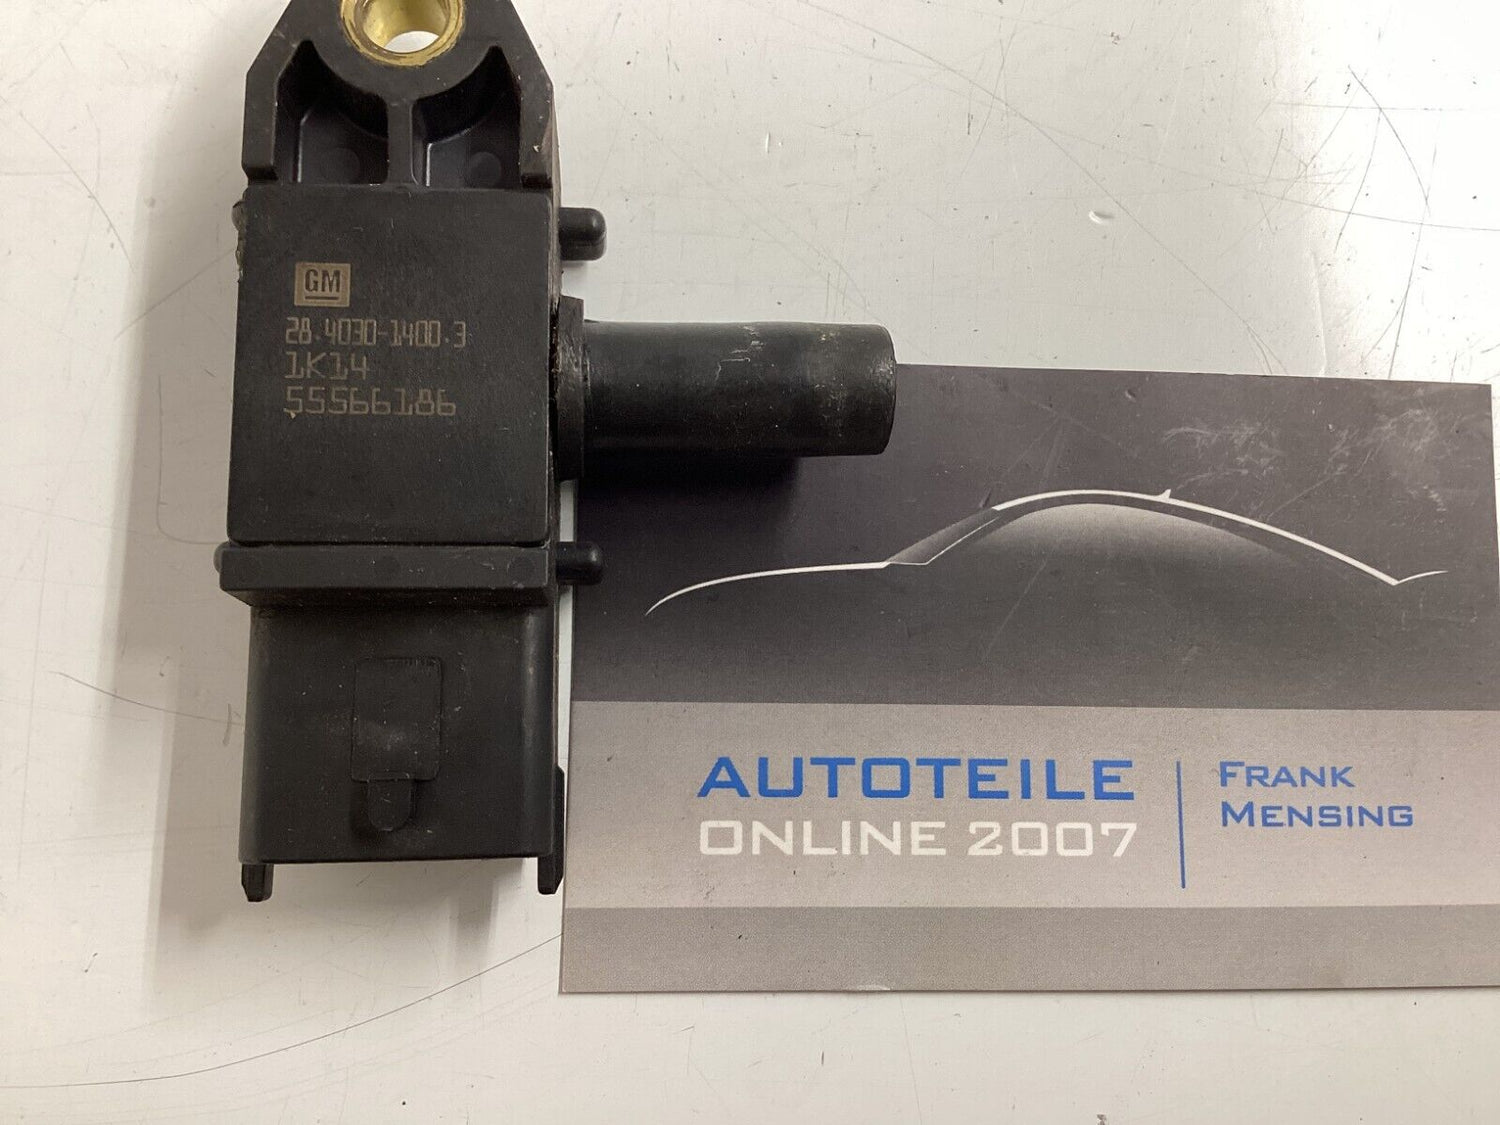 GM
28.4030-1400.3
1K14
55566186
AUTOTEILE
ONLINE 2007
FRANK
MENSING